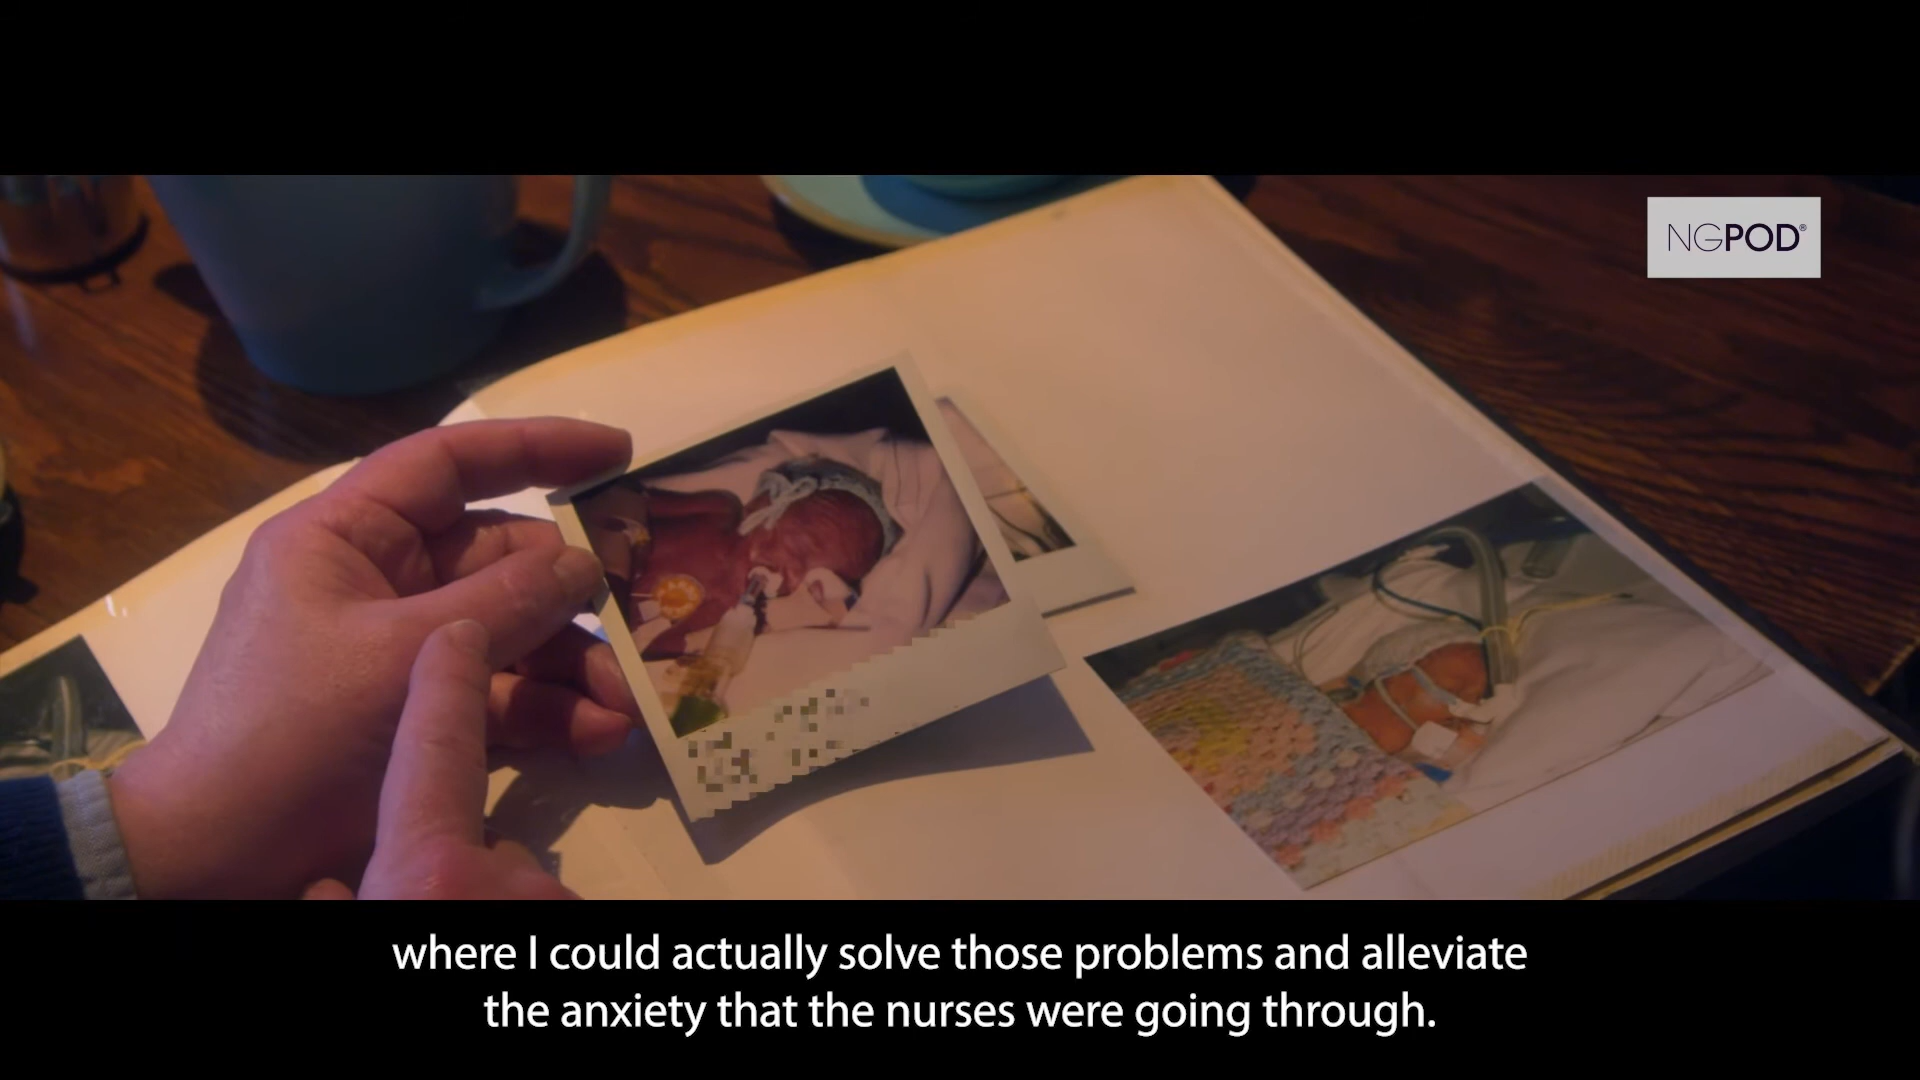 NGPOD®
where I could actually solve those problems and alleviate
the anxiety that the nurses were going through.